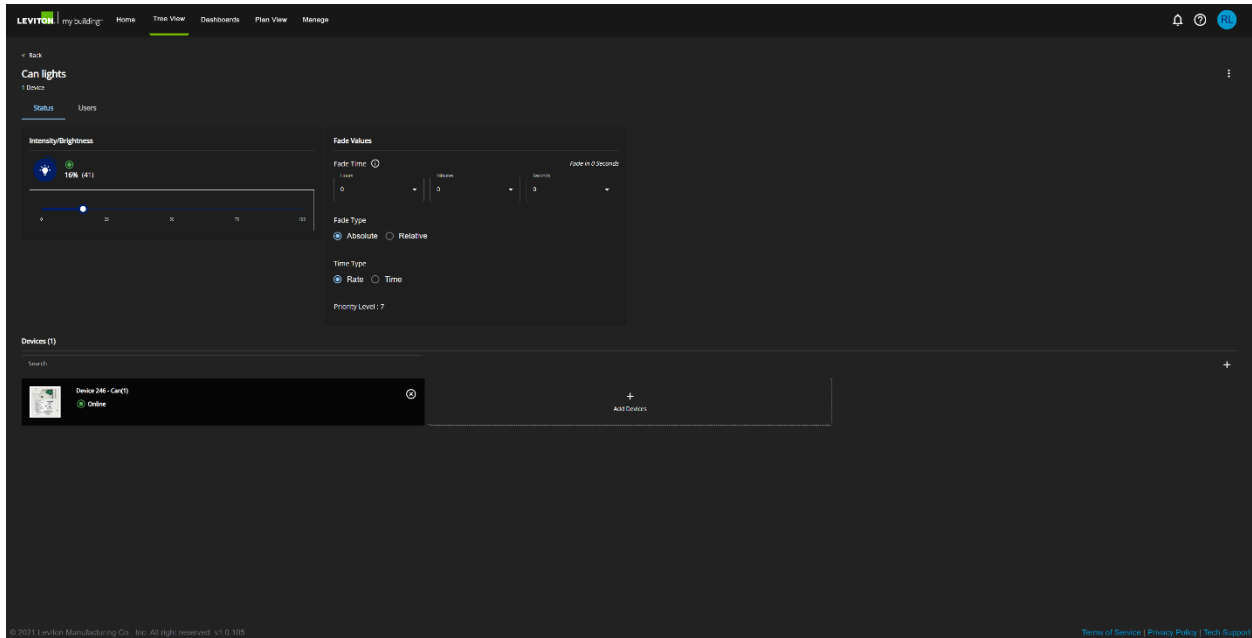 LEVITON | my building™ Home Tree View Dashboards Plan View Manage RL
< Back
Can lights
1 Device
Status Users
Intensity/Brightness
16% (41)
0 25 50 75 100
Fade Values
Fade Time Fade in 0 Seconds
Hours Minutes Seconds
0 0 0
Fade Type
Absolute Relative
Time Type
Rate Time
Priority Level : 7
Devices (1)
Search
Device 246 - Can(1)
Online
Add Devices
© 2021 Leviton Manufacturing Co., Inc. All right reserved. v1.0.105
Terms of Service | Privacy Policy | Tech Support